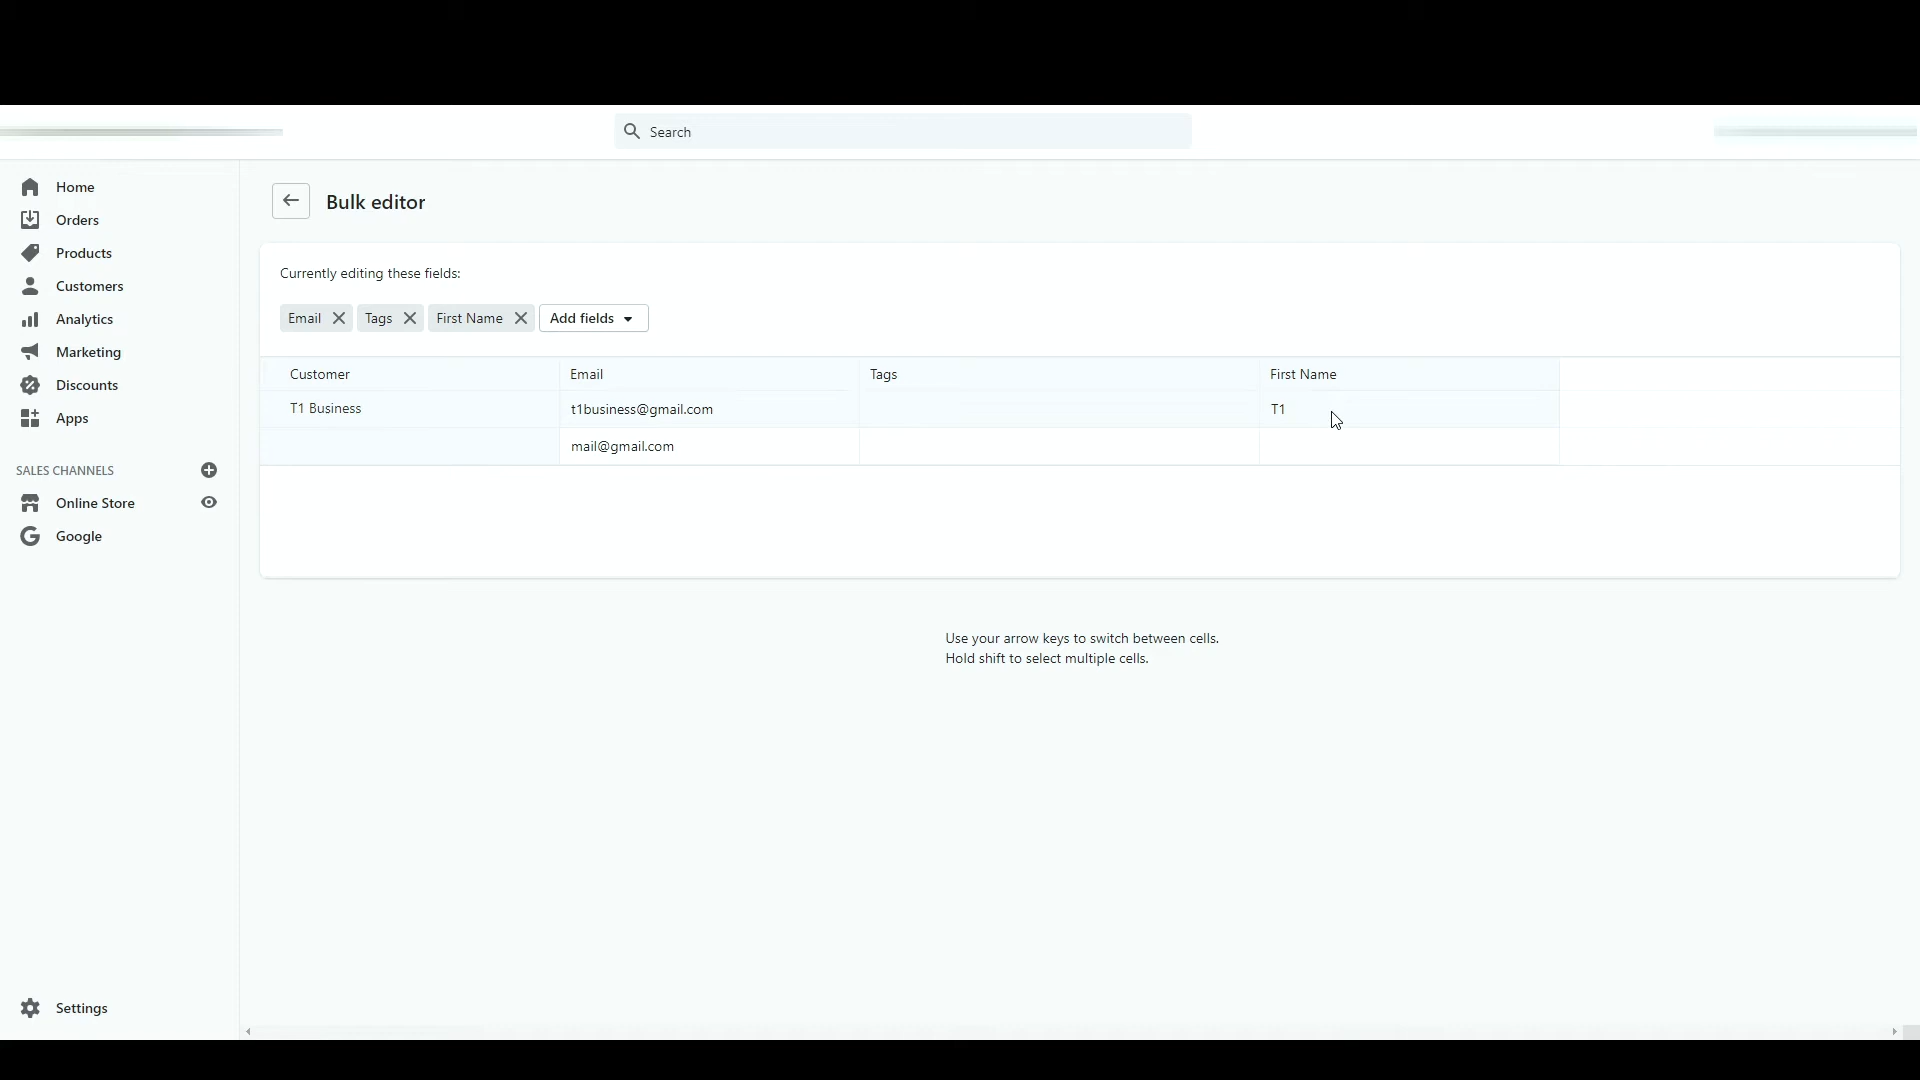 Search
Home
Orders
Products
Customers
Analytics
Marketing
Discounts
Apps
SALES CHANNELS
Online Store
Google
Settings
Bulk editor
Currently editing these fields:
Email Tags First Name Add fields
Customer Email Tags First Name
T1 Business t1business@gmail.com T1
mail@gmail.com
Use your arrow keys to switch between cells.
Hold shift to select multiple cells.